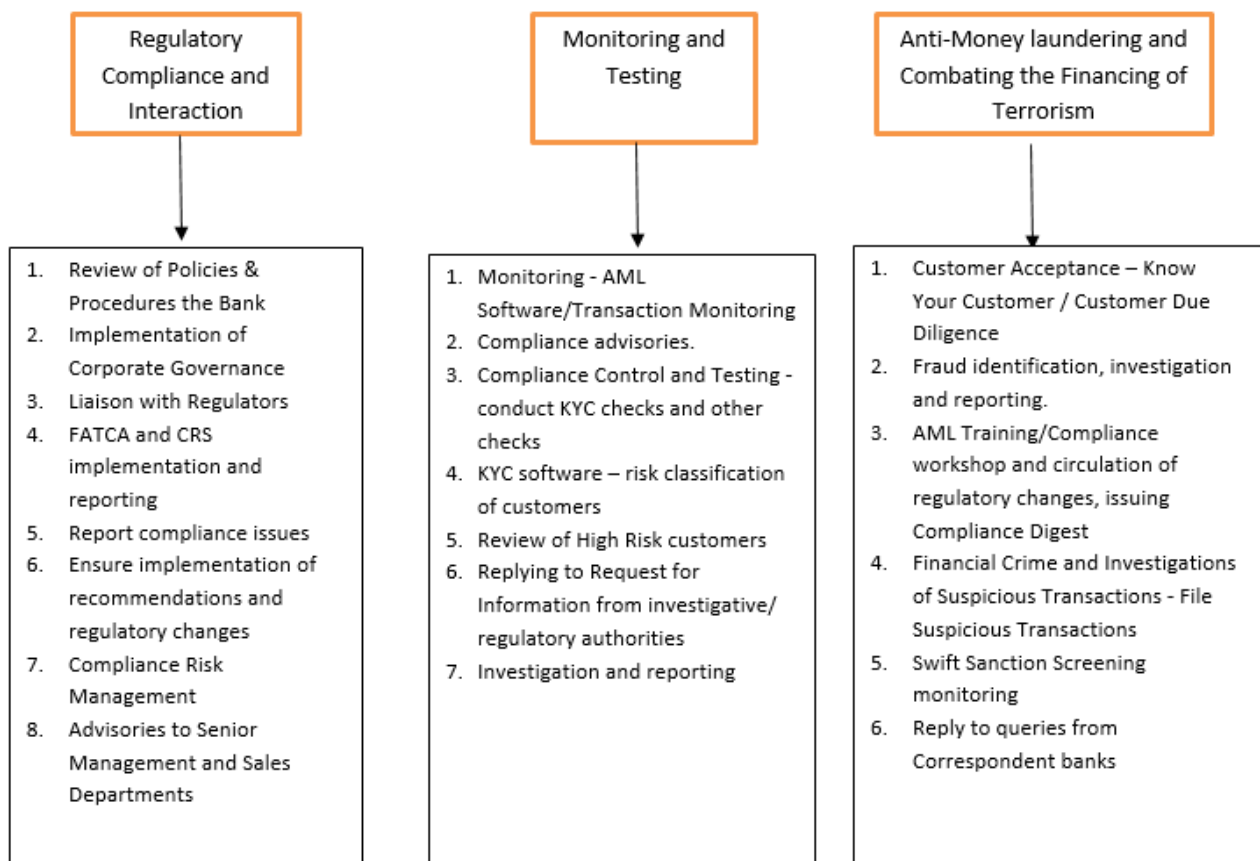 Regulatory
Compliance and
Interaction
Monitoring and
Testing
Anti-Money laundering and
Combating the Financing of
Terrorism
1. Review of Policies &
Procedures the Bank
2. Implementation of
Corporate Governance
3. Liaison with Regulators
4. FATCA and CRS
implementation and
reporting
5. Report compliance issues
6. Ensure implementation of
recommendations and
regulatory changes
7. Compliance Risk
Management
8. Advisories to Senior
Management and Sales
Departments
1. Monitoring - AML
Software/Transaction Monitoring
2. Compliance advisories.
3. Compliance Control and Testing -
conduct KYC checks and other
checks
4. KYC software – risk classification
of customers
5. Review of High Risk customers
6. Replying to Request for
Information from investigative/
regulatory authorities
7. Investigation and reporting
1. Customer Acceptance – Know
Your Customer / Customer Due
Diligence
2. Fraud identification, investigation
and reporting.
3. AML Training/Compliance
workshop and circulation of
regulatory changes, issuing
Compliance Digest
4. Financial Crime and Investigations
of Suspicious Transactions - File
Suspicious Transactions
5. Swift Sanction Screening
monitoring
6. Reply to queries from
Correspondent banks